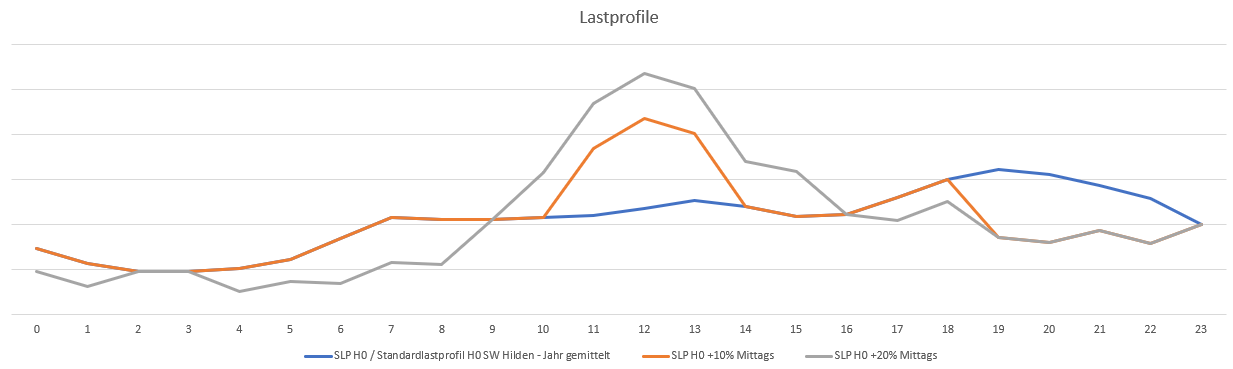 Lastprofile
0 1 2 3 4 5 6 7 8 9 10 11 12 13 14 15 16 17 18 19 20 21 22 23
SLP H0 / Standardlastprofil H0 SW Hilden - Jahr gemittelt SLP H0 +10% Mittags SLP H0 +20% Mittags